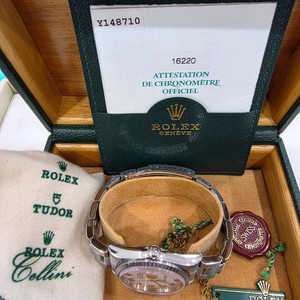 Y148710
16220
ATTESTATION
DE CHRONOMÈTRE
OFFICIEL
ROLEX
GENÈVE
ROLEX
TUDOR
ROLEX
Cellini